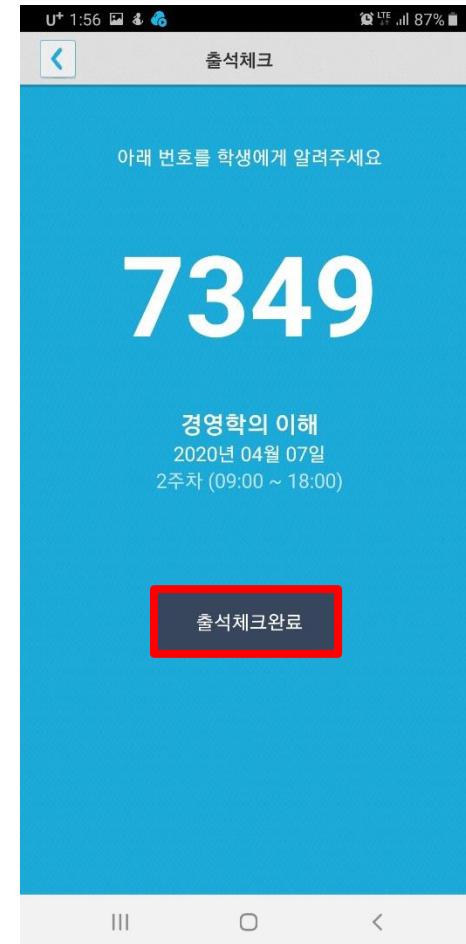 U+ 1:56 LTE 87%
출석체크
아래 번호를 학생에게 알려주세요
7349
경영학의 이해
2020년 04월 07일
2주차 (09:00 ~ 18:00)
출석체크완료